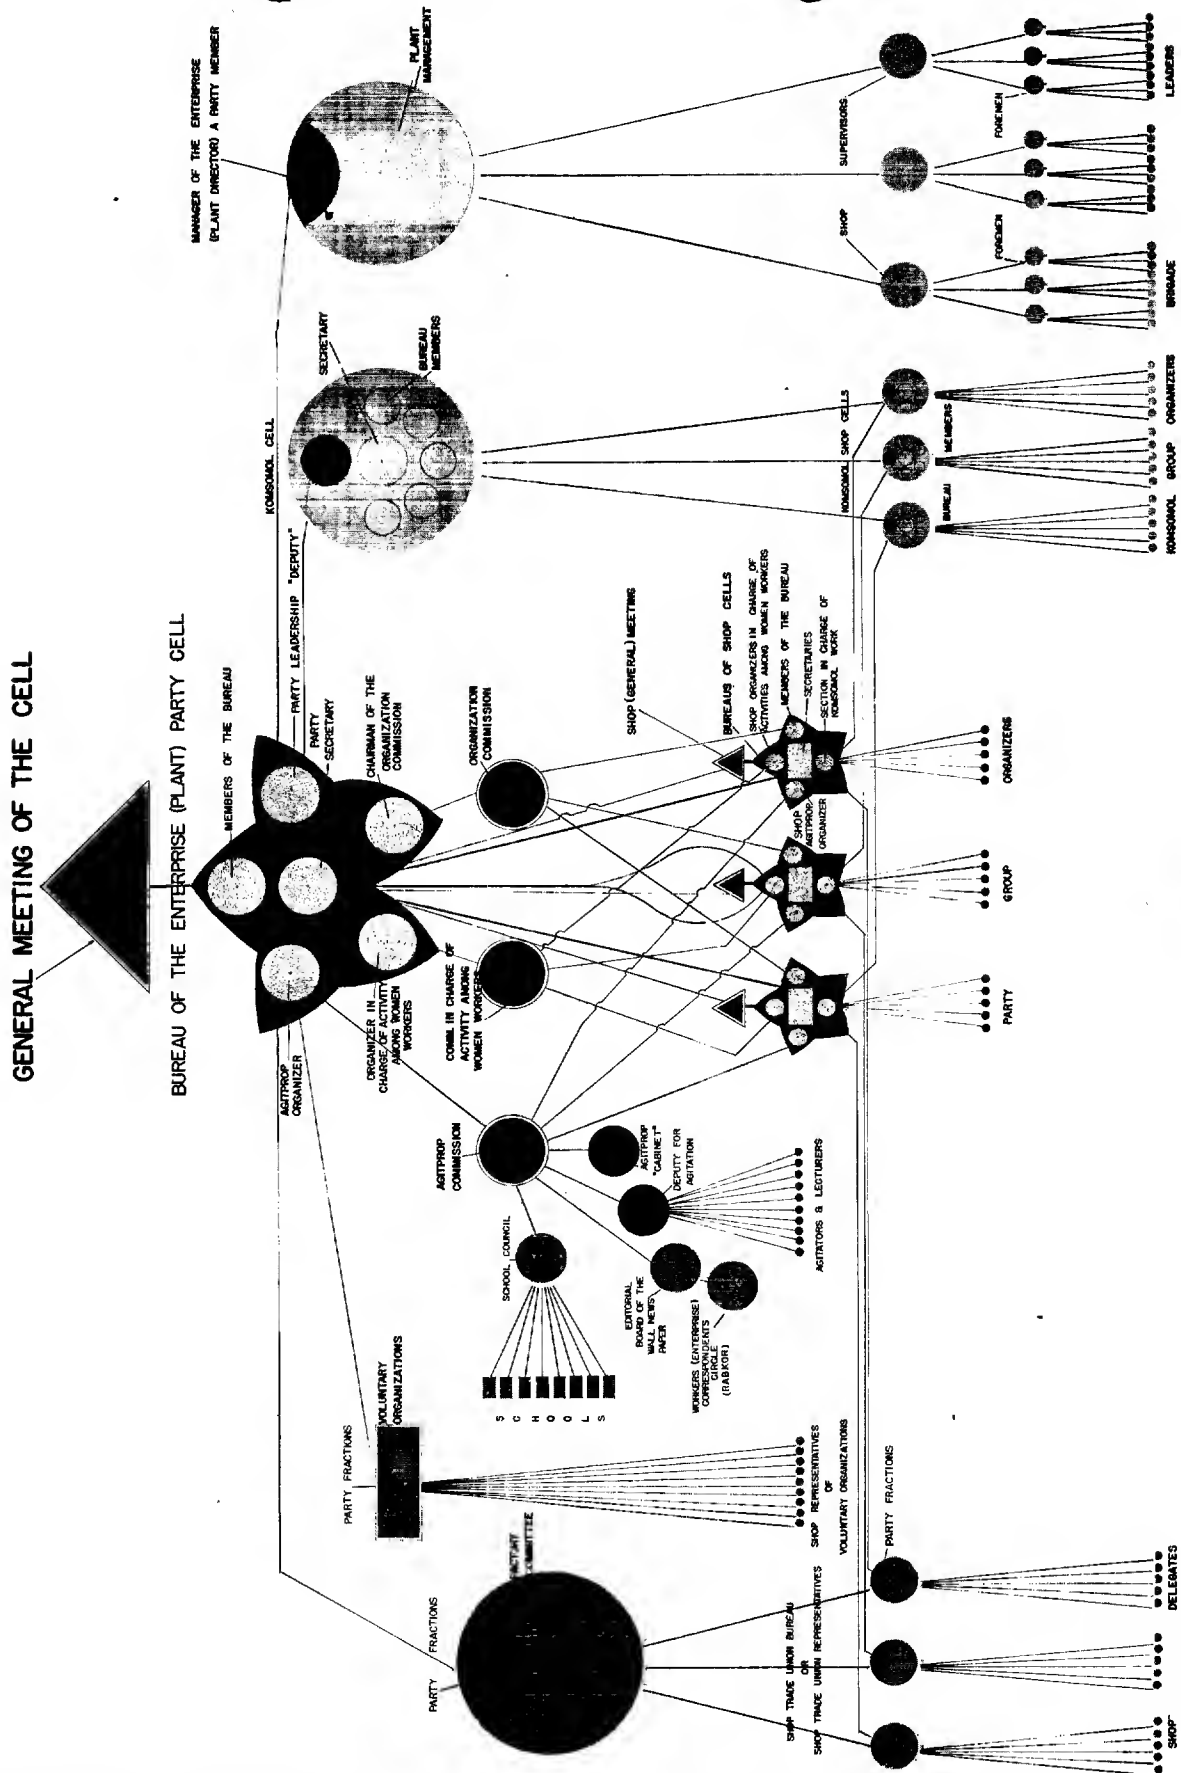 GENERAL MEETING OF THE CELL
BUREAU OF THE ENTERPRISE (PLANT) PARTY CELL
MEMBERS OF THE BUREAU
PARTY LEADERSHIP "DEPUTY"
PARTY
SECRETARY
CHAIRMAN OF THE
ORGANIZATION
COMMISSION
AGITPROP
ORGANIZER
ORGANIZER IN
CHARGE OF ACTIVITY
AMONG WOMEN
WORKERS
KOMSOMOL CELL
SECRETARY
BUREAU
MEMBERS
MANAGER OF THE ENTERPRISE
(PLANT DIRECTOR) A PARTY MEMBER
PLANT
MANAGEMENT
PARTY FRACTIONS
VOLUNTARY
ORGANIZATIONS
PARTY FRACTIONS
COMMITTEE
AGITPROP
COMMISSION
COMM. IN CHARGE OF
ACTIVITY AMONG
WOMEN WORKERS
ORGANIZATION
COMMISSION
SCHOOL COUNCIL
SCHOOLS
AGITPROP
"CABINET"
DEPUTY FOR
AGITATION
EDITORIAL
BOARD OF THE
WALL NEWS
PAPER
WORKERS (ENTERPRISE)
CORRESPONDENTS
CIRCLE
(RABKOR)
AGITATORS & LECTURERS
SHOP (GENERAL) MEETING
BUREAUS OF SHOP CELLS
SHOP ORGANIZERS IN CHARGE OF
ACTIVITIES AMONG WOMEN WORKERS
MEMBERS OF THE BUREAU
SECRETARIES
SECTION IN CHARGE OF
KOMSOMOL WORK
SHOP
AGITPROP
ORGANIZER
SHOP REPRESENTATIVES
OF
VOLUNTARY ORGANIZATIONS
SHOP TRADE UNION BUREAU
OR
SHOP TRADE UNION REPRESENTATIVES
PARTY FRACTIONS
KOMSOMOL SHOP CELLS
BUREAU MEMBERS
SHOP SUPERVISORS
FOREMEN
FOREMEN
PARTY GROUP ORGANIZERS
SHOP DELEGATES
KOMSOMOL GROUP ORGANIZERS
BRIGADE LEADERS